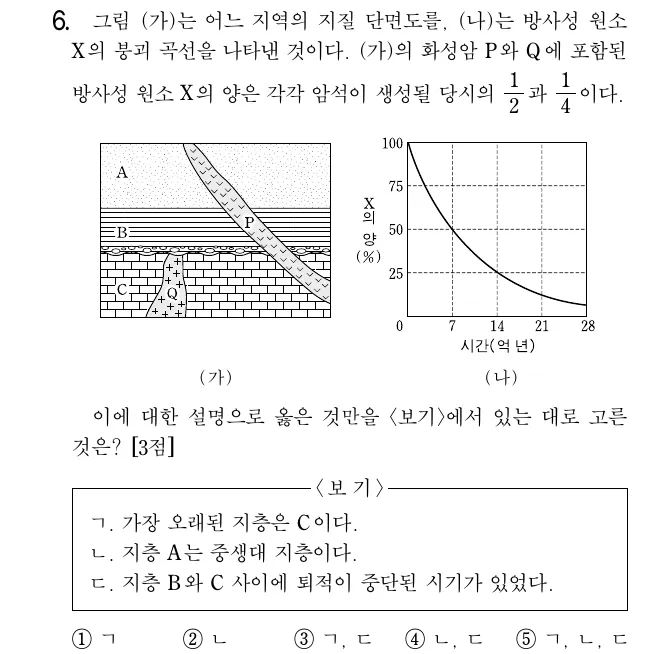 6. 그림 (가)는 어느 지역의 지질 단면도를, (나)는 방사성 원소
X의 붕괴 곡선을 나타낸 것이다. (가)의 화성암 P와 Q에 포함된
방사성 원소 X의 양은 각각 암석이 생성될 당시의 1/2과 1/4이다.
A
P
B
C
Q
(가)
X의 양(%)
100
75
50
25
0 7 14 21 28
시간(억 년)
(나)
이에 대한 설명으로 옳은 것만을 <보기>에서 있는 대로 고른
것은? [3점]
<보 기>
ㄱ. 가장 오래된 지층은 C이다.
ㄴ. 지층 A는 중생대 지층이다.
ㄷ. 지층 B와 C 사이에 퇴적이 중단된 시기가 있었다.
① ㄱ ② ㄴ ③ ㄱ, ㄷ ④ ㄴ, ㄷ ⑤ ㄱ, ㄴ, ㄷ